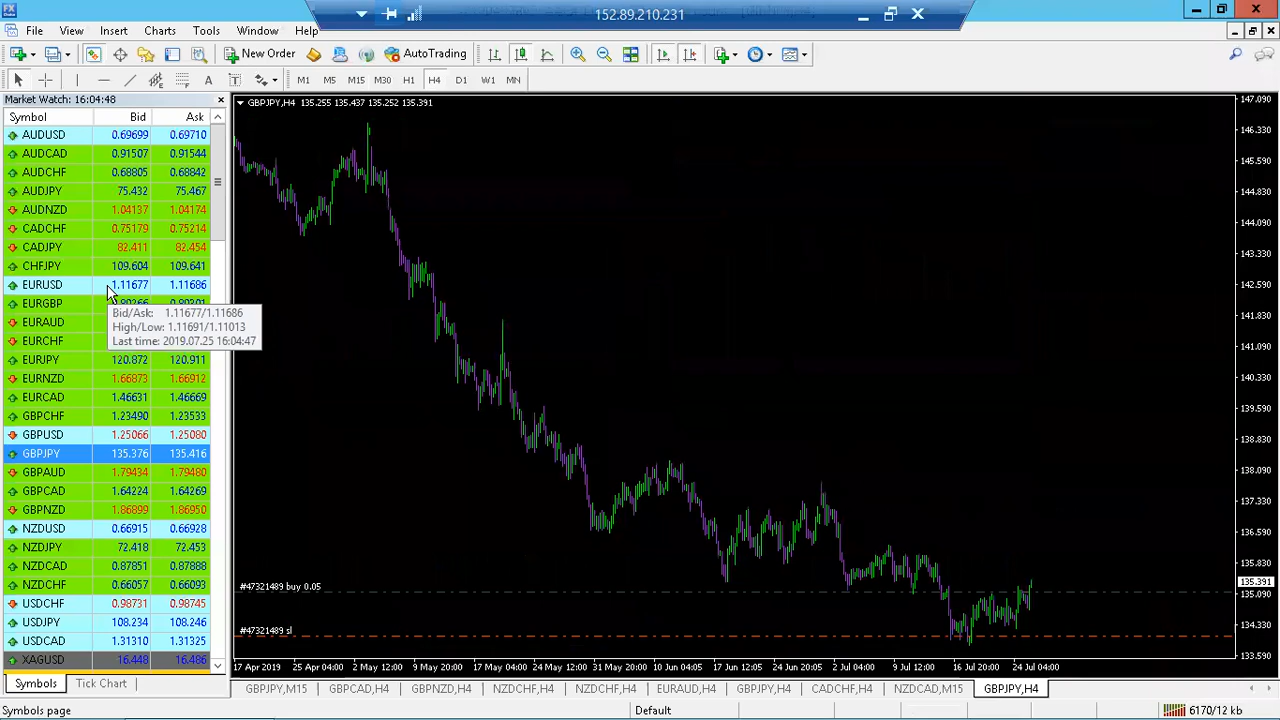 152.89.210.231
File View Insert Charts Tools Window Help
New Order AutoTrading
M1 M5 M15 M30 H1 H4 D1 W1 MN
Market Watch: 16:04:48
Symbol Bid Ask
AUDUSD 0.69699 0.69710
AUDCAD 0.91507 0.91544
AUDCHF 0.68805 0.68842
AUDJPY 75.432 75.467
AUDNZD 1.04137 1.04174
CADCHF 0.75179 0.75214
CADJPY 82.411 82.454
CHFJPY 109.604 109.641
EURUSD 1.11677 1.11686
EURGBP
EURAUD
EURCHF
Bid/Ask: 1.11677/1.11686
High/Low: 1.11691/1.11013
Last time: 2019.07.25 16:04:47
EURJPY 120.872 120.911
EURNZD 1.66873 1.66912
EURCAD 1.46631 1.46669
GBPCHF 1.23490 1.23533
GBPUSD 1.25066 1.25080
GBPJPY 135.376 135.416
GBPAUD 1.79434 1.79480
GBPCAD 1.64224 1.64269
GBPNZD 1.86899 1.86950
NZDUSD 0.66915 0.66928
NZDJPY 72.418 72.453
NZDCAD 0.87851 0.87888
NZDCHF 0.66057 0.66093
USDCHF 0.98731 0.98745
USDJPY 108.234 108.246
USDCAD 1.31310 1.31325
XAGUSD 16.448 16.486
Symbols Tick Chart
GBPJPY,H4 135.255 135.437 135.252 135.391
#47321489 buy 0.05
#47321489 sl
147.090
146.330
145.590
144.830
144.090
143.330
142.590
141.830
141.090
140.330
139.590
138.830
138.090
137.330
136.590
135.830
135.391
135.090
134.330
133.590
17 Apr 2019 25 Apr 04:00 2 May 12:00 9 May 20:00 17 May 04:00 24 May 12:00 31 May 20:00 10 Jun 04:05 17 Jun 12:05 24 Jun 20:05 2 Jul 04:00 9 Jul 12:00 16 Jul 20:00 24 Jul 04:00
GBPJPY,M15 GBPCAD,H4 GBPNZD,H4 NZDCHF,H4 NZDCHF,H4 EURAUD,H4 GBPJPY,H4 CADCHF,H4 NZDCAD,M15 GBPJPY,H4
Symbols page Default 6170/12 kb